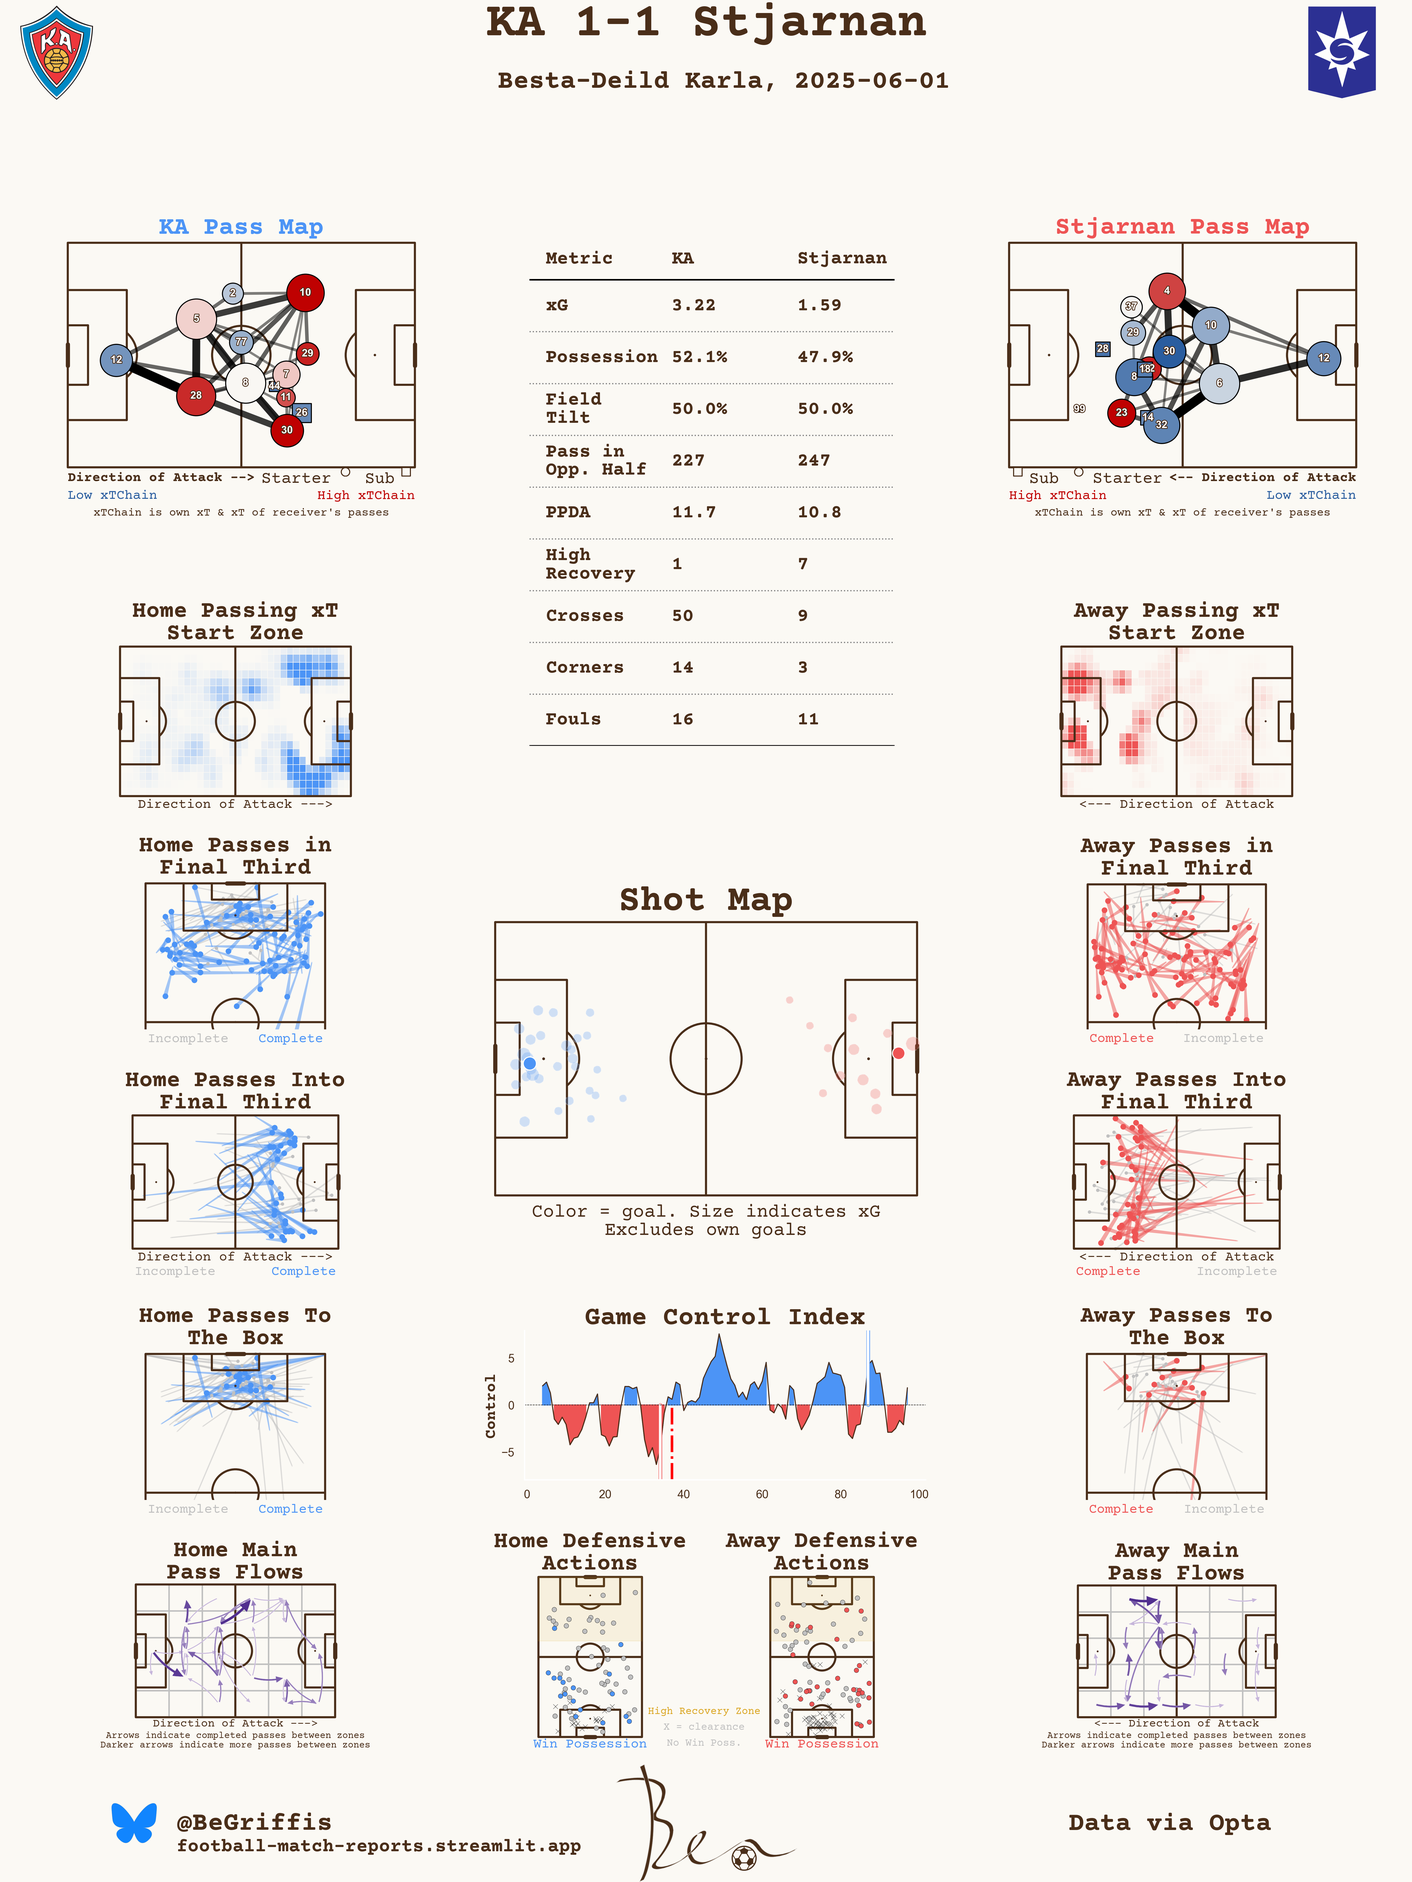 KA 1-1 Stjarnan
Besta-Deild Karla, 2025-06-01
KA
KA Pass Map
2
10
5
77
12
29
7
8
44
28
11
26
30
Direction of Attack --> Starter Sub
Low xTChain High xTChain
xTChain is own xT & xT of receiver's passes
Metric KA Stjarnan
xG 3.22 1.59
Possession 52.1% 47.9%
Field
Tilt 50.0% 50.0%
Pass in
Opp. Half 227 247
PPDA 11.7 10.8
High
Recovery 1 7
Crosses 50 9
Corners 14 3
Fouls 16 11
Stjarnan Pass Map
4
37
29
10
28
30
12
18
2
8
6
99
23
14
32
Sub Starter <-- Direction of Attack
High xTChain Low xTChain
xTChain is own xT & xT of receiver's passes
Home Passing xT
Start Zone
Direction of Attack --->
Away Passing xT
Start Zone
<--- Direction of Attack
Home Passes in
Final Third
Incomplete Complete
Shot Map
Color = goal. Size indicates xG
Excludes own goals
Away Passes in
Final Third
Complete Incomplete
Home Passes Into
Final Third
Direction of Attack --->
Incomplete Complete
Away Passes Into
Final Third
<--- Direction of Attack
Complete Incomplete
Home Passes To
The Box
Incomplete Complete
Game Control Index
Control
5
0
−5
0 20 40 60 80 100
Away Passes To
The Box
Complete Incomplete
Home Main
Pass Flows
Direction of Attack --->
Arrows indicate completed passes between zones
Darker arrows indicate more passes between zones
Home Defensive
Actions
Win Possession
High Recovery Zone
X = clearance
No Win Poss.
Away Defensive
Actions
Win Possession
Away Main
Pass Flows
<--- Direction of Attack
Arrows indicate completed passes between zones
Darker arrows indicate more passes between zones
@BeGriffis
football-match-reports.streamlit.app
Ben
Data via Opta